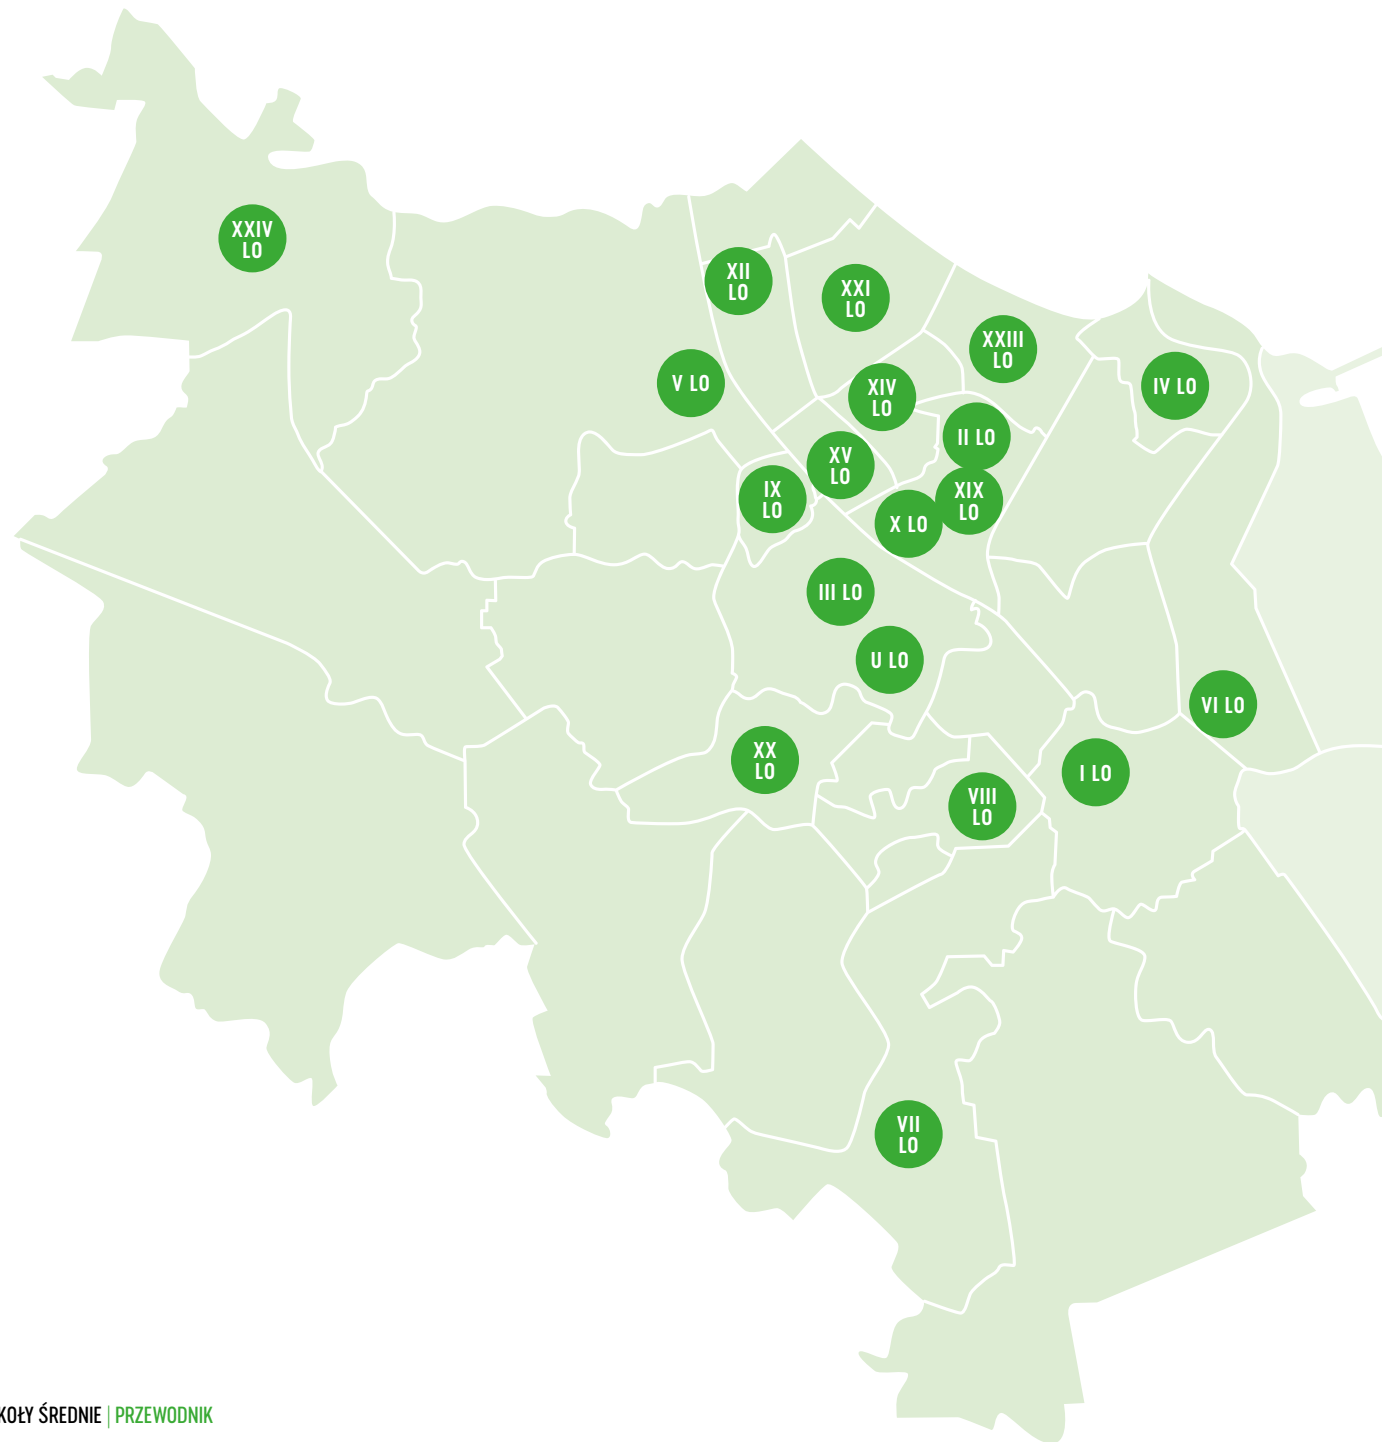 XXIV
LO
XII
LO
XXI
LO
XXIII
LO
V LO
XIV
LO
IV LO
II LO
XV
LO
IX
LO
XIX
LO
X LO
III LO
U LO
VI LO
XX
LO
I LO
VIII
LO
VII
LO
KOŁY ŚREDNIE | PRZEWODNIK